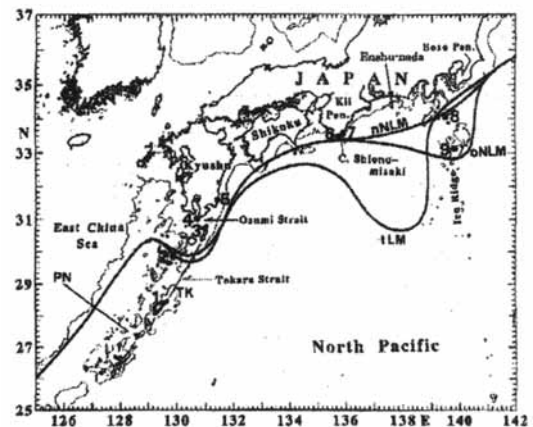 37
35
N
33
31
29
27
25
126
128
130
132
134
136
138 E
140
142
Boso Pen.
Enshu-nada
J A P A N
Kii
Pen.
Shikoku
nNLM
oNLM
C. Shiono-
misaki
Kyushu
Izu Ridge
tLM
Osumi Strait
East China
Sea
PN
TK
Tokara Strait
North Pacific